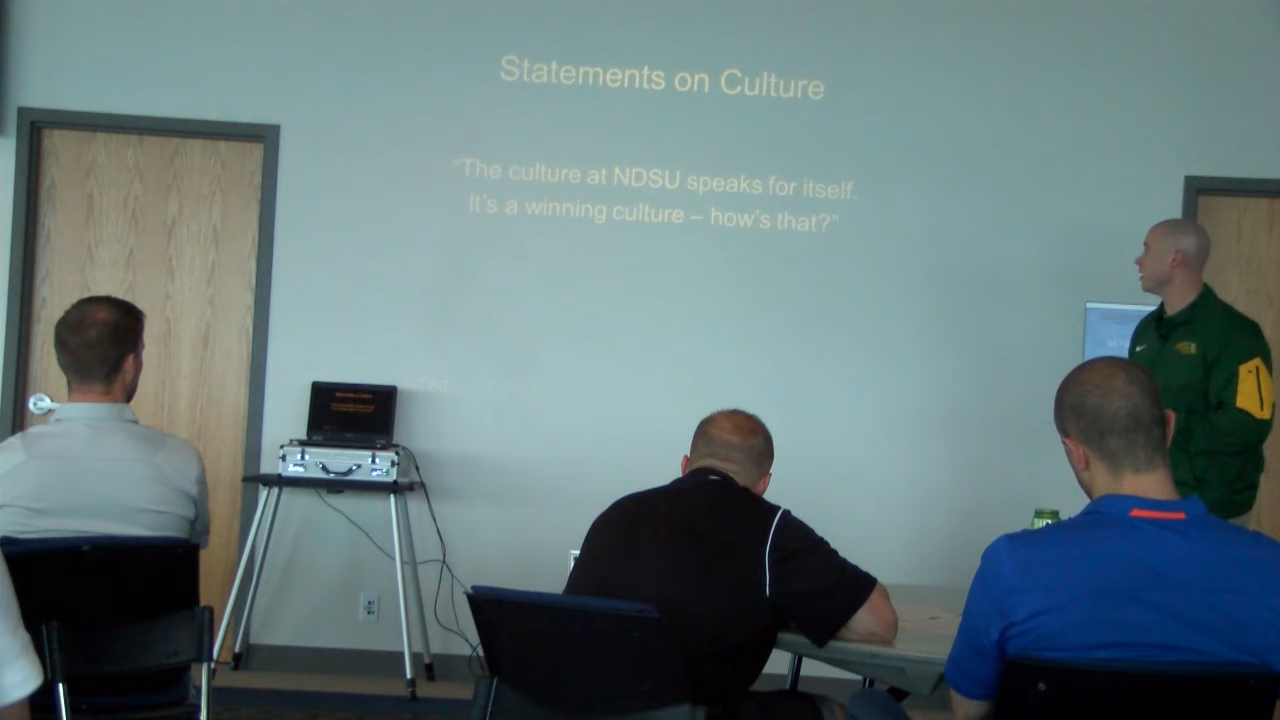 Statements on Culture
"The culture at NDSU speaks for itself.
It's a winning culture – how's that?"